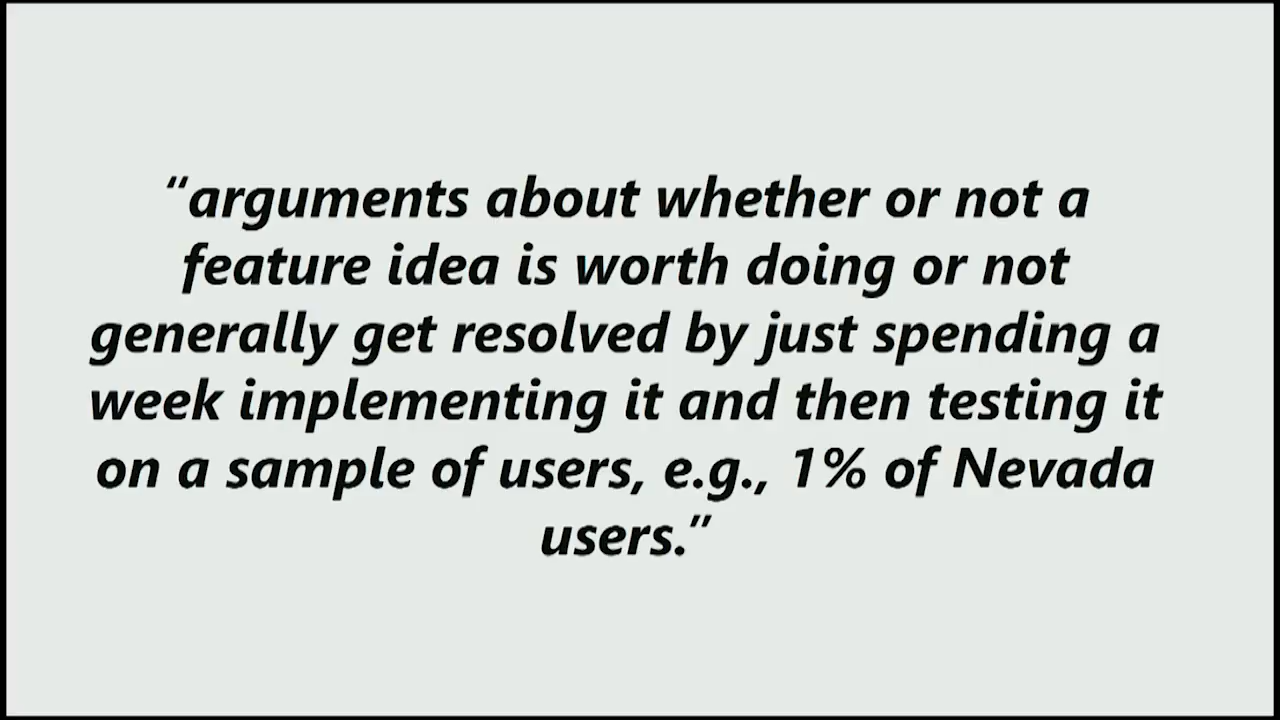 “arguments about whether or not a
feature idea is worth doing or not
generally get resolved by just spending a
week implementing it and then testing it
on a sample of users, e.g., 1% of Nevada
users.”